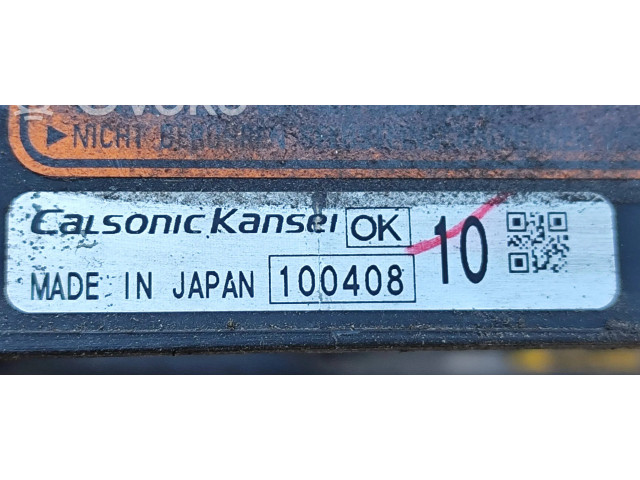 ▶NICHT
CALSONIC KANSEI OK 10
MADE IN JAPAN 100408